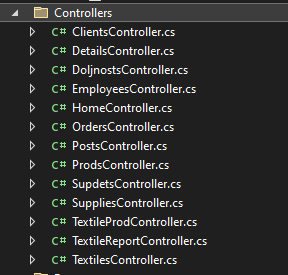 Controllers
C# ClientsController.cs
C# DetailsController.cs
C# DoljnostsController.cs
C# EmployeesController.cs
C# HomeController.cs
C# OrdersController.cs
C# PostsController.cs
C# ProdsController.cs
C# SupdetsController.cs
C# SuppliesController.cs
C# TextileProdController.cs
C# TextileReportController.cs
C# TextilesController.cs